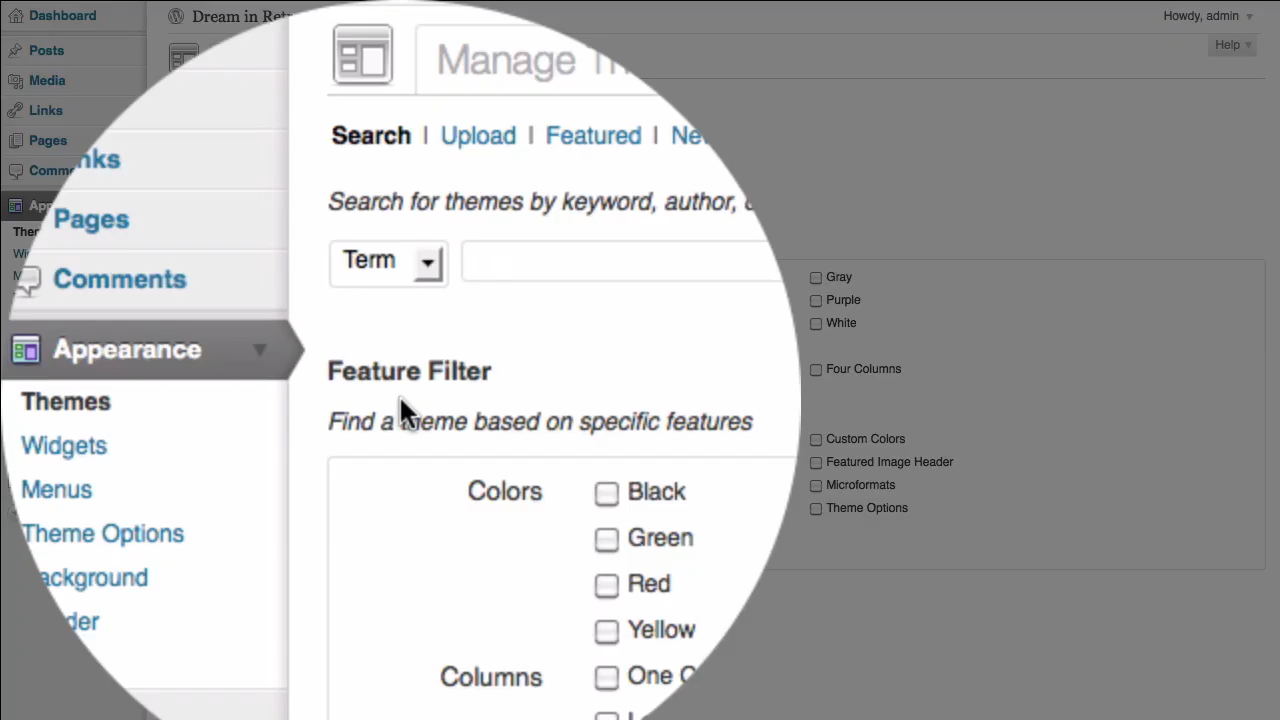 Dashboard
Posts
Media
Links
Pages
Dream in
Howdy, admin
Help
Manage
Search | Upload | Featured |
Search for themes by keyword, author,
Term
Pages
Comments
Appearance
Themes
Widgets
Menus
Theme Options
Feature Filter
Find a theme based on specific features
Colors
Black
Green
Red
Yellow
Columns
One
Gray
Purple
White
Four Columns
Custom Colors
Featured Image Header
Microformats
Theme Options